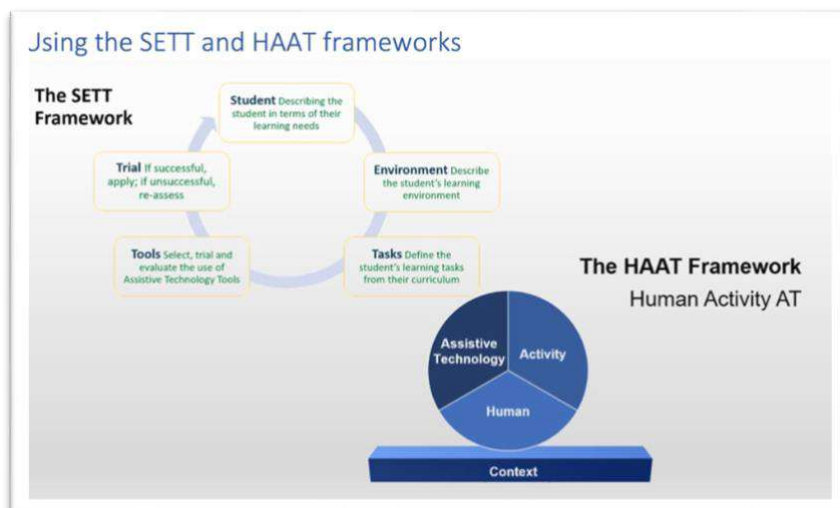 Using the SETT and HAAT frameworks
The SETT
Framework
Student Describing the
student in terms of their
learning needs
Environment Describe
the student's learning
environment
Tasks Define the
student's learning tasks
from their curriculum
Tools Select, trial and
evaluate the use of
Assistive Technology Tools
Trial If successful,
apply; if unsuccessful,
re-assess
The HAAT Framework
Human Activity AT
Assistive
Technology
Activity
Human
Context